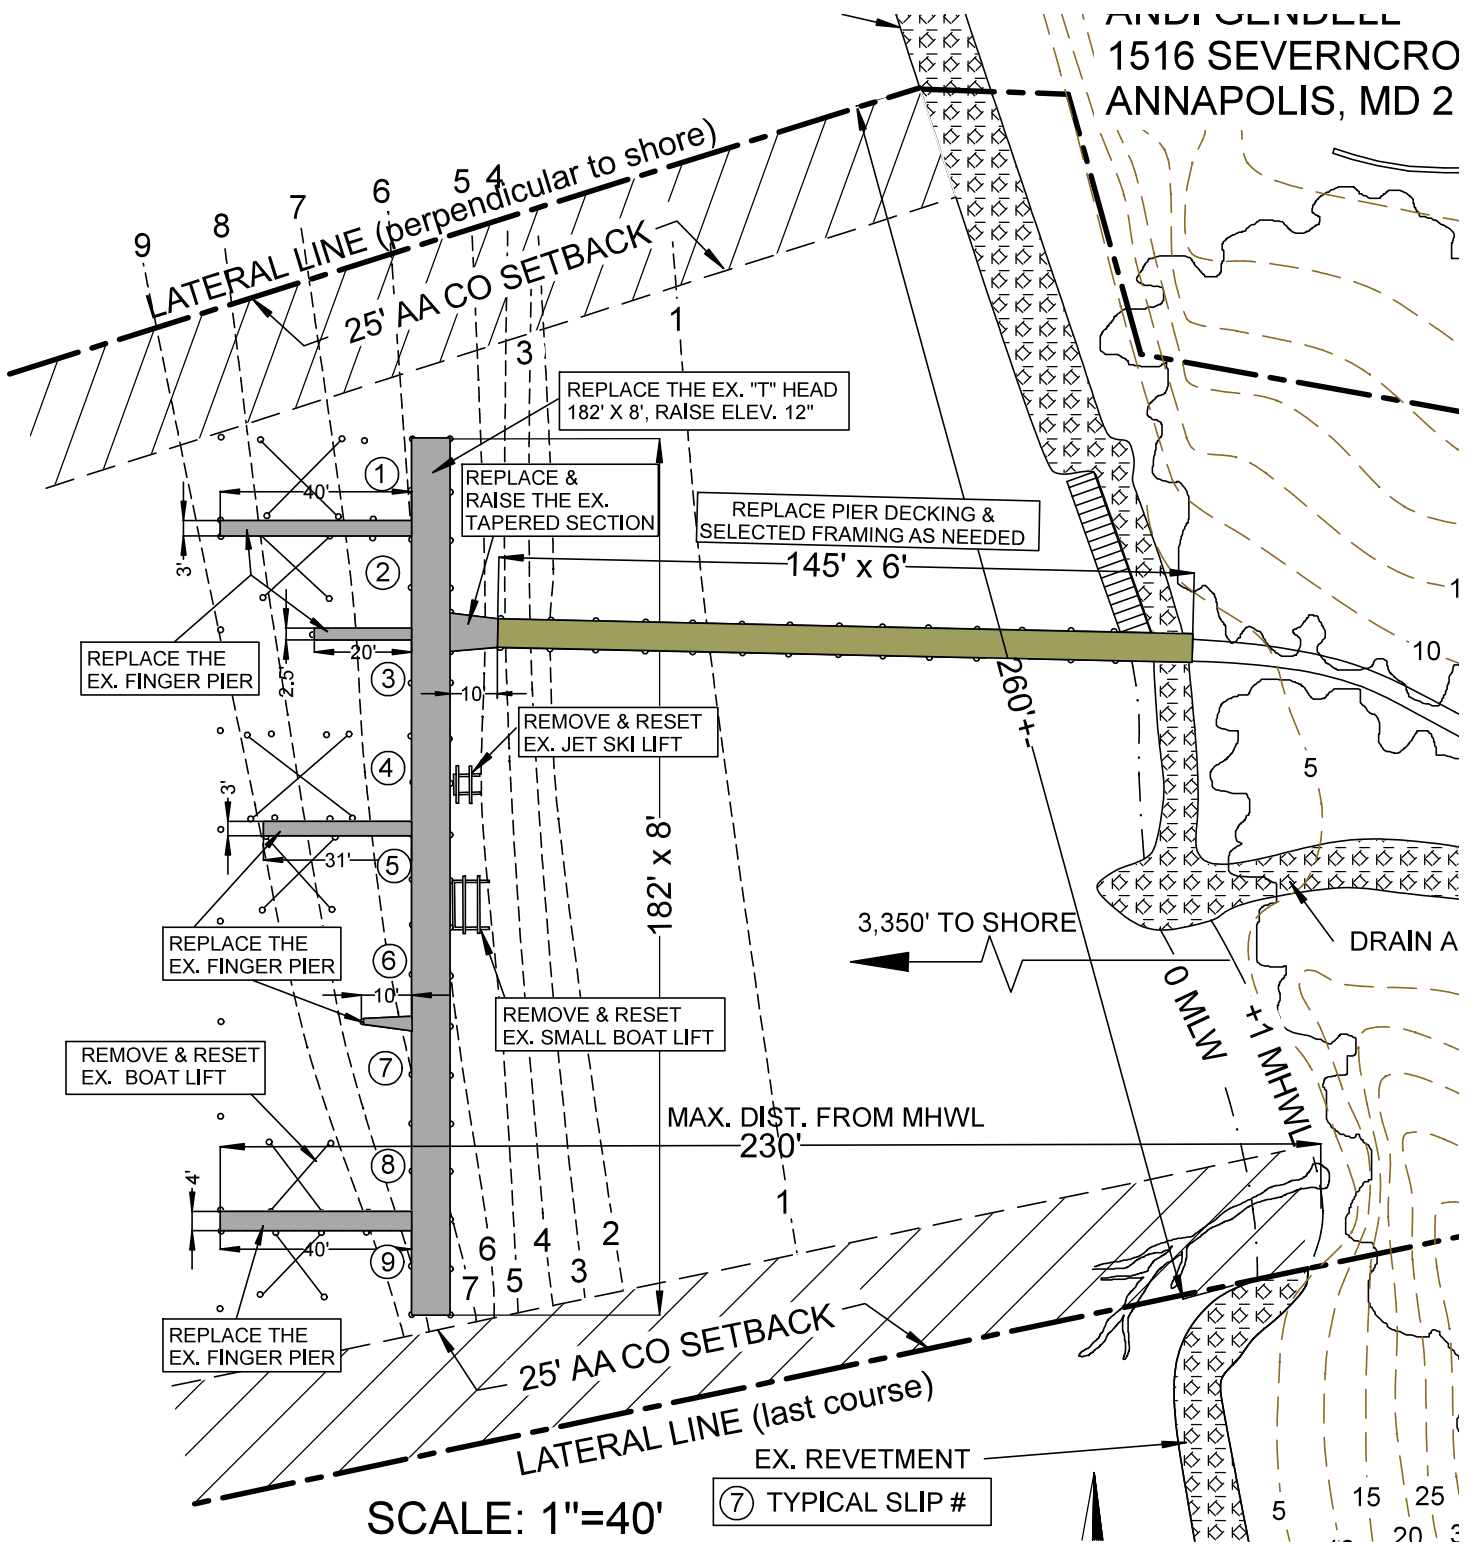 ANDI GENDELL
1516 SEVERNCRO
ANNAPOLIS, MD 2
LATERAL LINE (perpendicular to shore)
25' AA CO SETBACK
9
8
7
6
5
4
3
1
REPLACE THE EX. "T" HEAD
182' X 8', RAISE ELEV. 12"
REPLACE &
RAISE THE EX.
TAPERED SECTION
REPLACE PIER DECKING &
SELECTED FRAMING AS NEEDED
145' x 6'
1
40'
3'
2
REPLACE THE
EX. FINGER PIER
20'
2.5'
3
10'
260'+-
REMOVE & RESET
EX. JET SKI LIFT
4
3'
31'
5
182' x 8'
10
5
1
3,350' TO SHORE
DRAIN A
REPLACE THE
EX. FINGER PIER
6
10'
REMOVE & RESET
EX. SMALL BOAT LIFT
0 MLW
+1 MHWL
REMOVE & RESET
EX. BOAT LIFT
7
MAX. DIST. FROM MHWL
230'
8
4'
40'
9
1
2
3
4
5
6
7
REPLACE THE
EX. FINGER PIER
25' AA CO SETBACK
LATERAL LINE (last course)
EX. REVETMENT
7 TYPICAL SLIP #
SCALE: 1"=40'
5
15
25
20
3